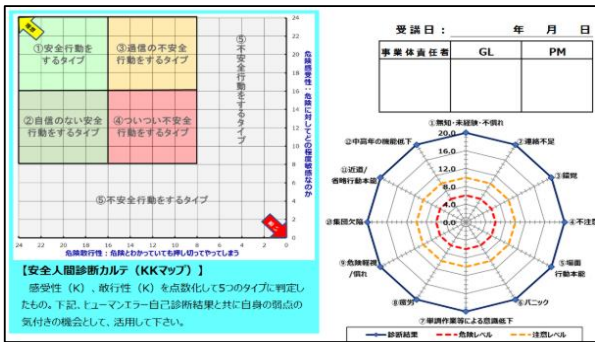 ①安全行動を
するタイプ
③過信の不安全
行動をするタイプ
②自信のない安全
行動をするタイプ
④ついつい不安全
行動をするタイプ
⑤不安全行動をするタイプ
⑤不安全行動をするタイプ
24
22
20
18
16
14
12
10
8
6
4
2
0
危険感受性：危険に対してどの程度敏感なのか
24 22 20 18 16 14 12 10 8 6 4 2 0
危険敢行性：危険とわかっていても押し切ってやってしまう
【安全人間診断カルテ（KKマップ）】
感受性（K）、敢行性（K）を点数化して5つのタイプに判定し
たもの。下記、ヒューマンエラー自己診断結果と共に自身の弱点の
気付きの機会として、活用して下さい。
受講日： 年 月 日
事業体責任者 GL PM
①無知・未経験・不慣れ
②連絡不足
③錯覚
④不注意
⑤場面
行動本能
⑥パニック
⑦単調作業等による意識低下
⑧疲労
⑨危険軽視
/慣れ
⑩集団欠陥
⑪近道/
省略行動本能
⑫中高年の機能低下
20.0
16.0
12.0
8.0
4.0
0.0
診断結果 危険レベル 注意レベル